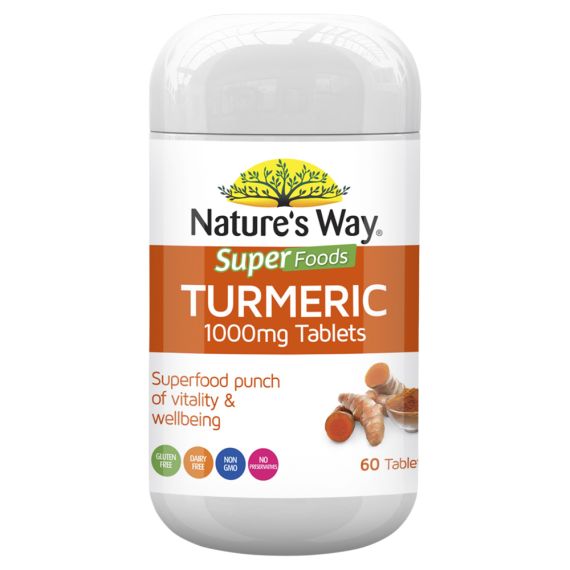 Nature's Way®
Super Foods
TURMERIC
1000mg Tablets
Superfood punch
of vitality &
wellbeing
GLUTEN
FREE
DAIRY
FREE
NON
GMO
NO
PRESERVATIVES
60 Table